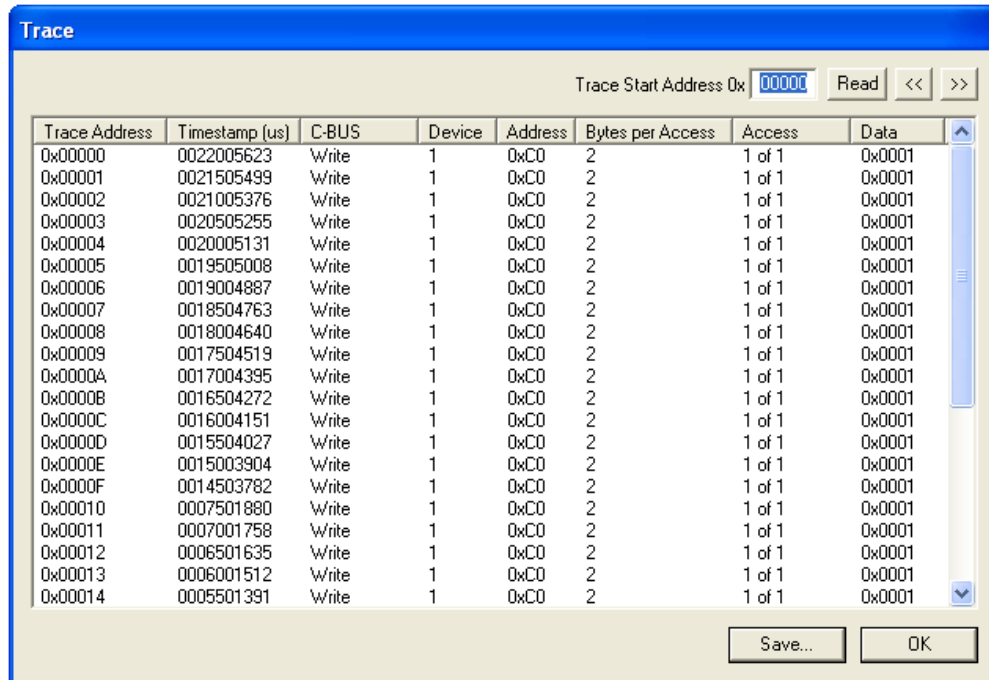 Trace
Trace Start Address 0x 00000 Read << >>
Trace Address Timestamp (us) C-BUS Device Address Bytes per Access Access Data
0x00000 0022005623 Write 1 0xC0 2 1 of 1 0x0001
0x00001 0021505499 Write 1 0xC0 2 1 of 1 0x0001
0x00002 0021005376 Write 1 0xC0 2 1 of 1 0x0001
0x00003 0020505255 Write 1 0xC0 2 1 of 1 0x0001
0x00004 0020005131 Write 1 0xC0 2 1 of 1 0x0001
0x00005 0019505008 Write 1 0xC0 2 1 of 1 0x0001
0x00006 0019004887 Write 1 0xC0 2 1 of 1 0x0001
0x00007 0018504763 Write 1 0xC0 2 1 of 1 0x0001
0x00008 0018004640 Write 1 0xC0 2 1 of 1 0x0001
0x00009 0017504519 Write 1 0xC0 2 1 of 1 0x0001
0x0000A 0017004395 Write 1 0xC0 2 1 of 1 0x0001
0x0000B 0016504272 Write 1 0xC0 2 1 of 1 0x0001
0x0000C 0016004151 Write 1 0xC0 2 1 of 1 0x0001
0x0000D 0015504027 Write 1 0xC0 2 1 of 1 0x0001
0x0000E 0015003904 Write 1 0xC0 2 1 of 1 0x0001
0x0000F 0014503782 Write 1 0xC0 2 1 of 1 0x0001
0x00010 0007501880 Write 1 0xC0 2 1 of 1 0x0001
0x00011 0007001758 Write 1 0xC0 2 1 of 1 0x0001
0x00012 0006501635 Write 1 0xC0 2 1 of 1 0x0001
0x00013 0006001512 Write 1 0xC0 2 1 of 1 0x0001
0x00014 0005501391 Write 1 0xC0 2 1 of 1 0x0001
Save... OK